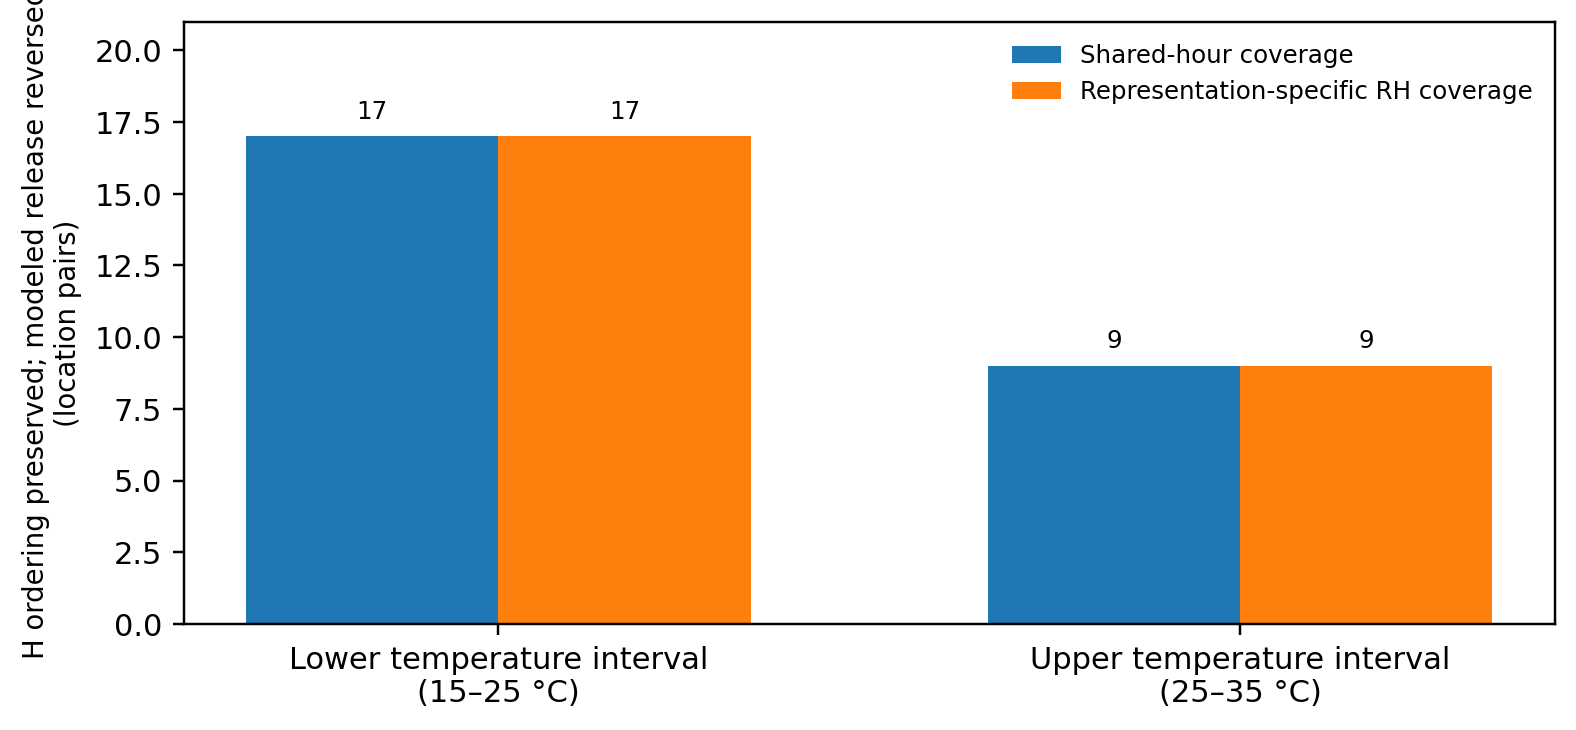 H ordering preserved; modeled release reversed
(location pairs)
20.0
17.5
15.0
12.5
10.0
7.5
5.0
2.5
0.0
17
17
9
9
Shared-hour coverage
Representation-specific RH coverage
Lower temperature interval
(15–25 °C)
Upper temperature interval
(25–35 °C)